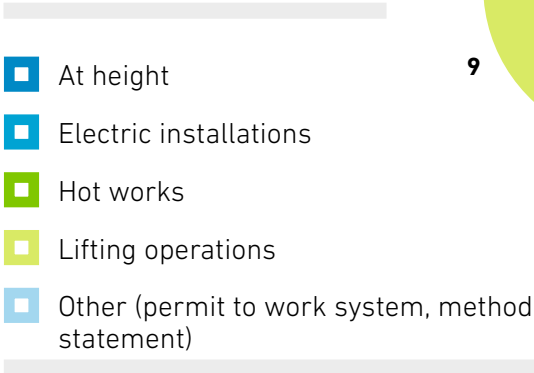 9
At height
Electric installations
Hot works
Lifting operations
Other (permit to work system, method
statement)